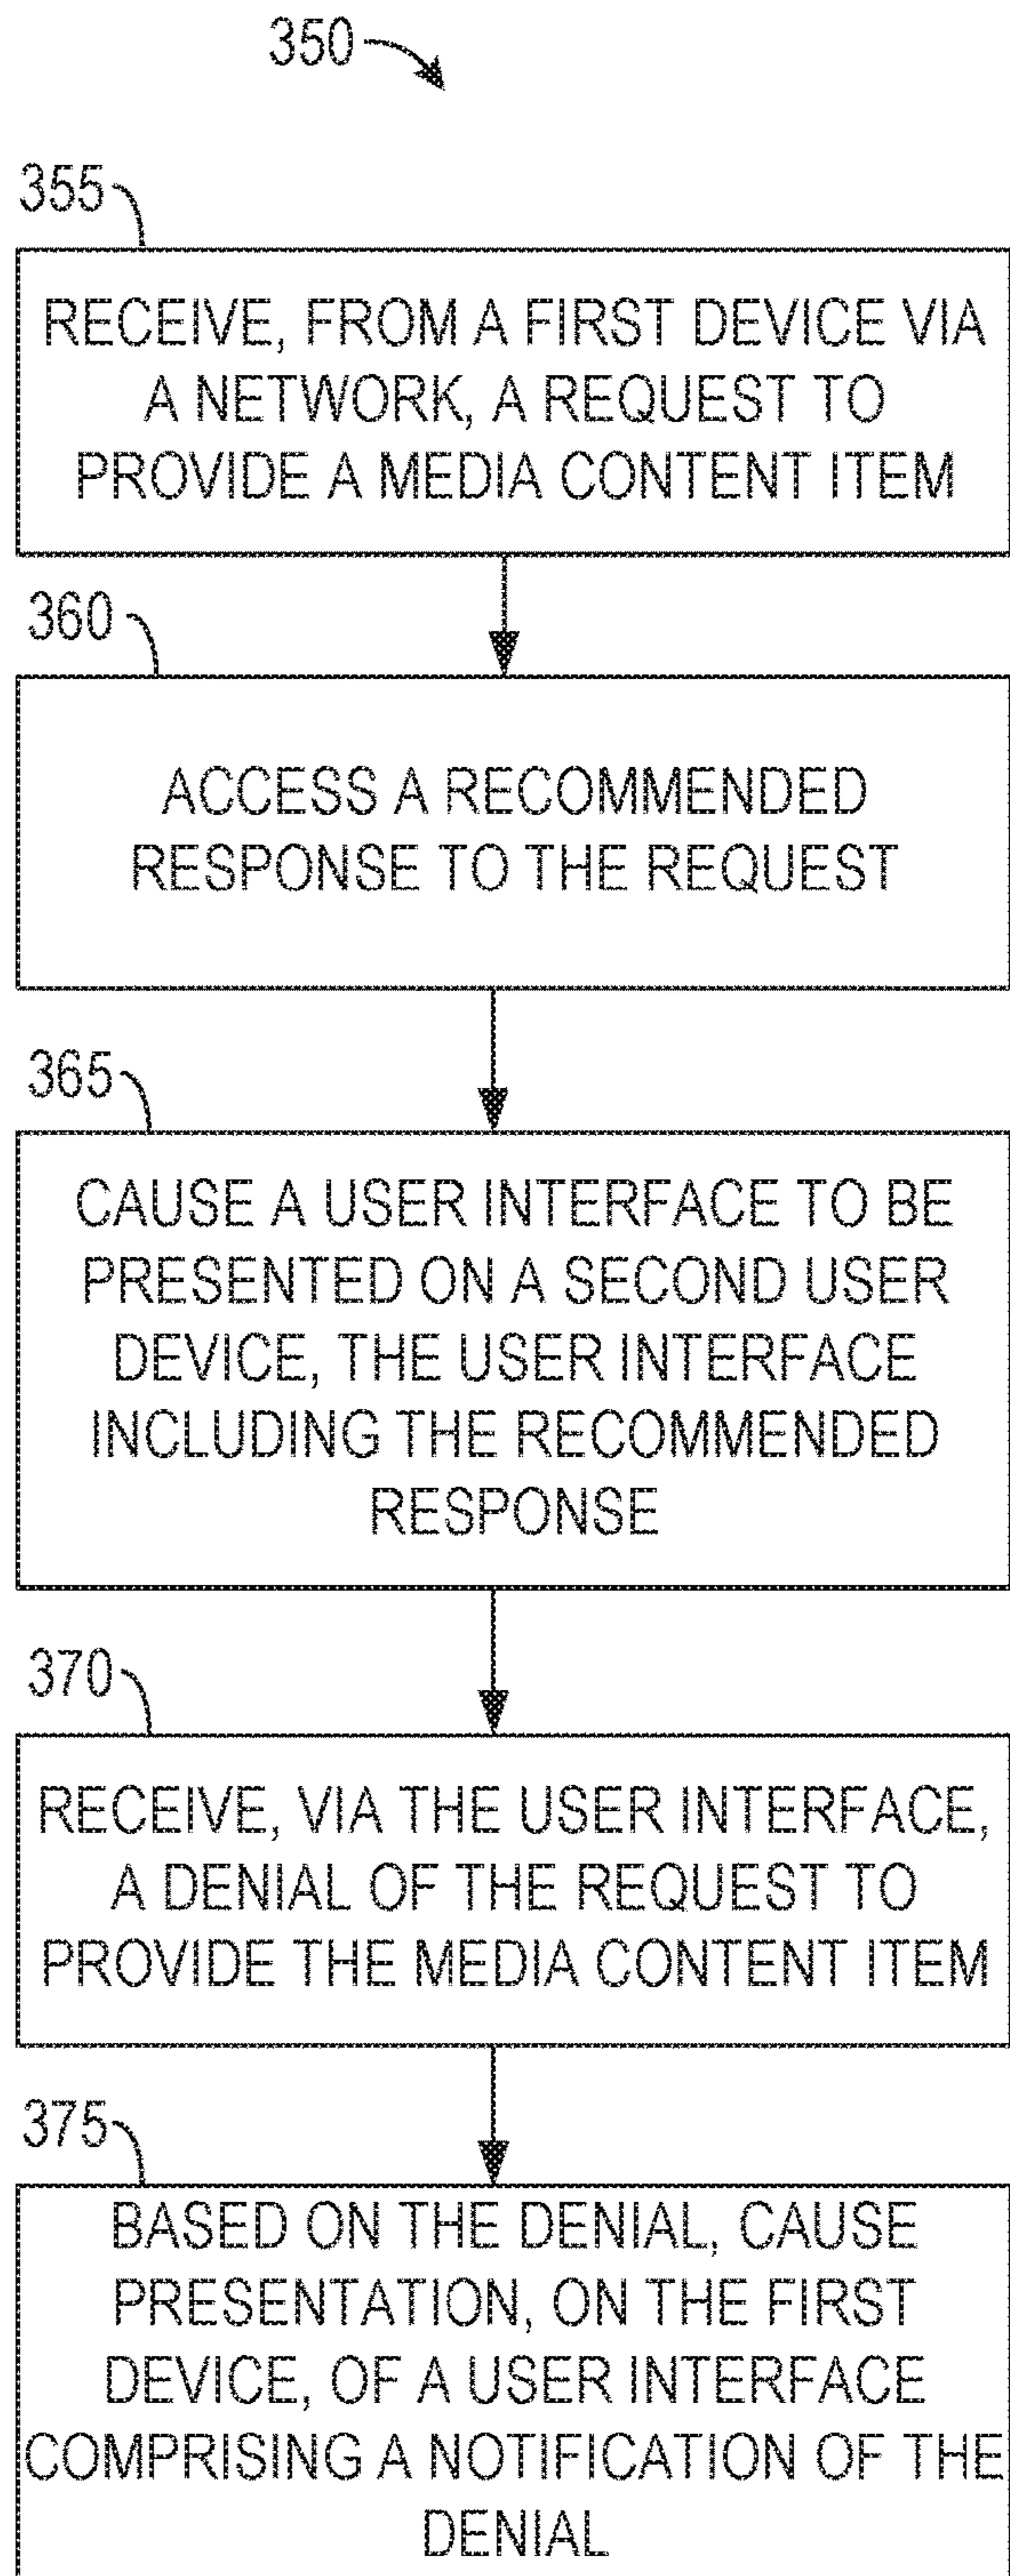 350
355
RECEIVE, FROM A FIRST DEVICE VIA
A NETWORK, A REQUEST TO
PROVIDE A MEDIA CONTENT ITEM
360
ACCESS A RECOMMENDED
RESPONSE TO THE REQUEST
365
CAUSE A USER INTERFACE TO BE
PRESENTED ON A SECOND USER
DEVICE, THE USER INTERFACE
INCLUDING THE RECOMMENDED
RESPONSE
370
RECEIVE, VIA THE USER INTERFACE,
A DENIAL OF THE REQUEST TO
PROVIDE THE MEDIA CONTENT ITEM
375
BASED ON THE DENIAL, CAUSE
PRESENTATION, ON THE FIRST
DEVICE, OF A USER INTERFACE
COMPRISING A NOTIFICATION OF THE
DENIAL